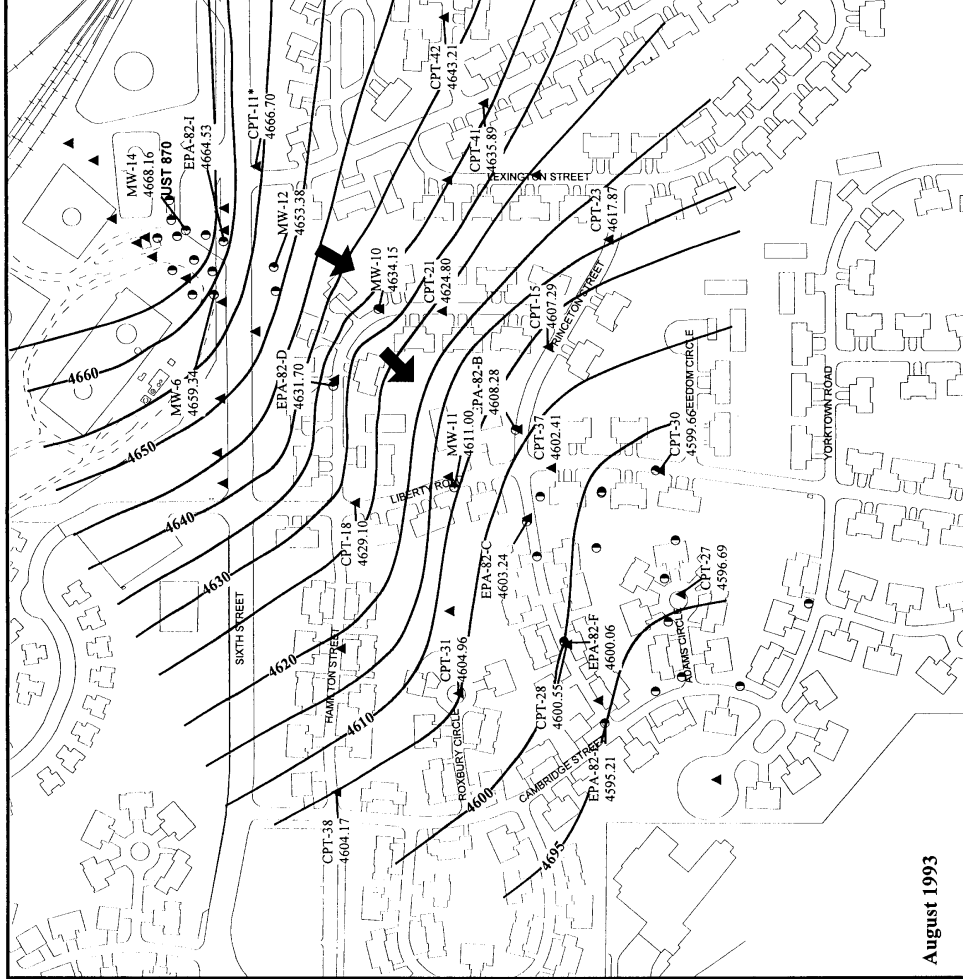 CPT-42
4643.21
CPT-11*
4666.70
EPA-82-I
4664.53
MW-14
4668.16
UST 870
CPT-41
4635.89
LEXINGTON STREET
MW-12
4653.38
CPT-23
4617.87
MW-10
4634.15
CPT-21
4624.80
CPT-15
4607.29
PRINCETON STREET
4660
MW-6
4659.34
EPA-82-D
4631.70
EPA-82-B
4608.28
4650
MW-11
4611.00
CPT-37
4602.41
EEDOM CIRCLE
CPT-30
4599.66
YORKTOWN ROAD
LIBERTY ROAD
4640
CPT-18
4629.10
EPA-82-C
4603.24
4630
CPT-27
4596.69
SIXTH STREET
4620
HAMPTON STREET
CPT-31
4604.96
EPA-82-F
4600.06
ADAMS CIRCLE
4610
CPT-28
4600.55
ROXBURY CIRCLE
CAMBRIDGE STREET
EPA-82-
4595.21
4600
CPT-38
4604.17
4695
August 1993